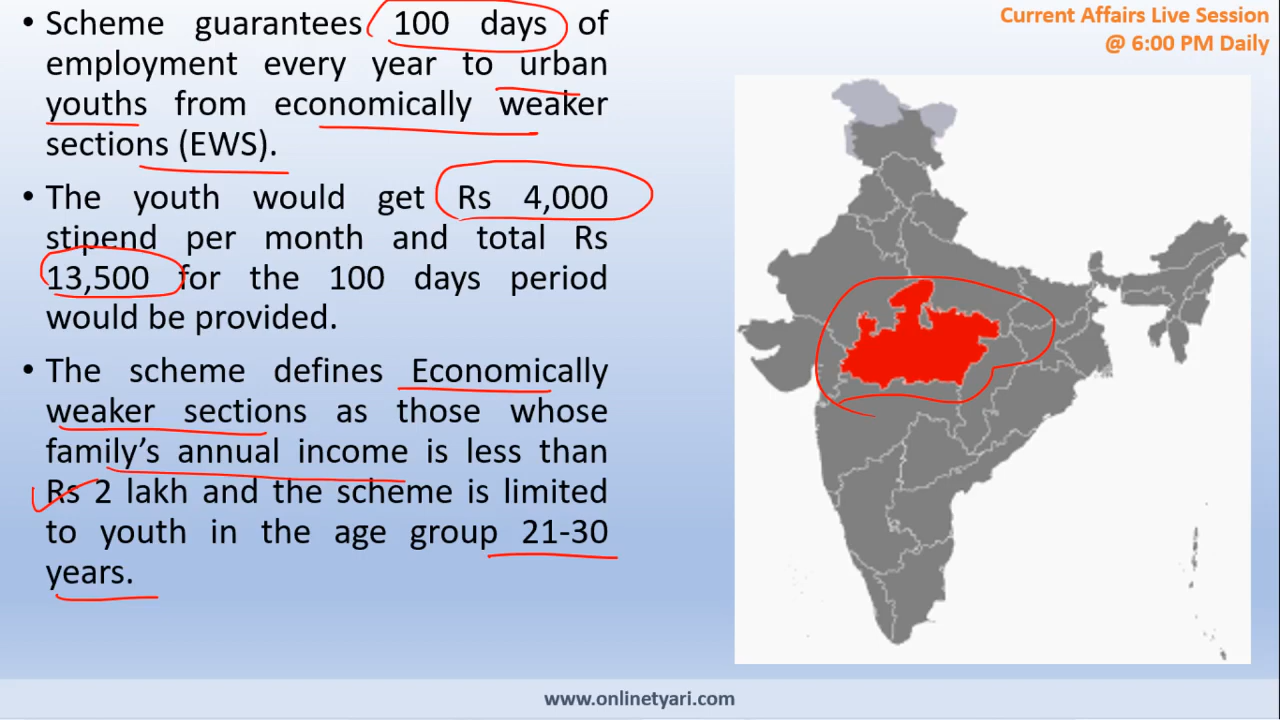 • Scheme guarantees 100 days of
employment every year to urban
youths from economically weaker
sections (EWS).
• The youth would get Rs 4,000
stipend per month and total Rs
13,500 for the 100 days period
would be provided.
• The scheme defines Economically
weaker sections as those whose
family's annual income is less than
Rs 2 lakh and the scheme is limited
to youth in the age group 21-30
years.
Current Affairs Live Session
@ 6:00 PM Daily
www.onlinetyari.com